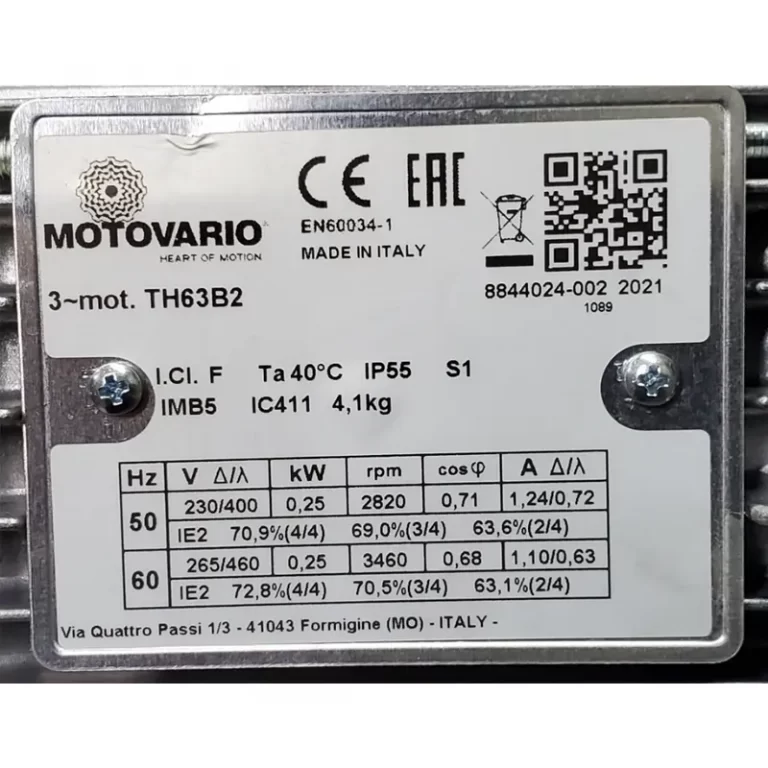 MOTOVARIO
HEART OF MOTION
CE EAC
EN60034-1
MADE IN ITALY
8844024-002 2021
1089
3~mot. TH63B2
I.Cl. F Ta 40°C IP55 S1
IMB5 IC411 4,1kg
Hz V Δ/λ kW rpm cosφ A Δ/λ
50 230/400 0,25 2820 0,71 1,24/0,72
IE2 70,9%(4/4) 69,0%(3/4) 63,6%(2/4)
60 265/460 0,25 3460 0,68 1,10/0,63
IE2 72,8%(4/4) 70,5%(3/4) 63,1%(2/4)
Via Quattro Passi 1/3 - 41043 Formigine (MO) - ITALY -